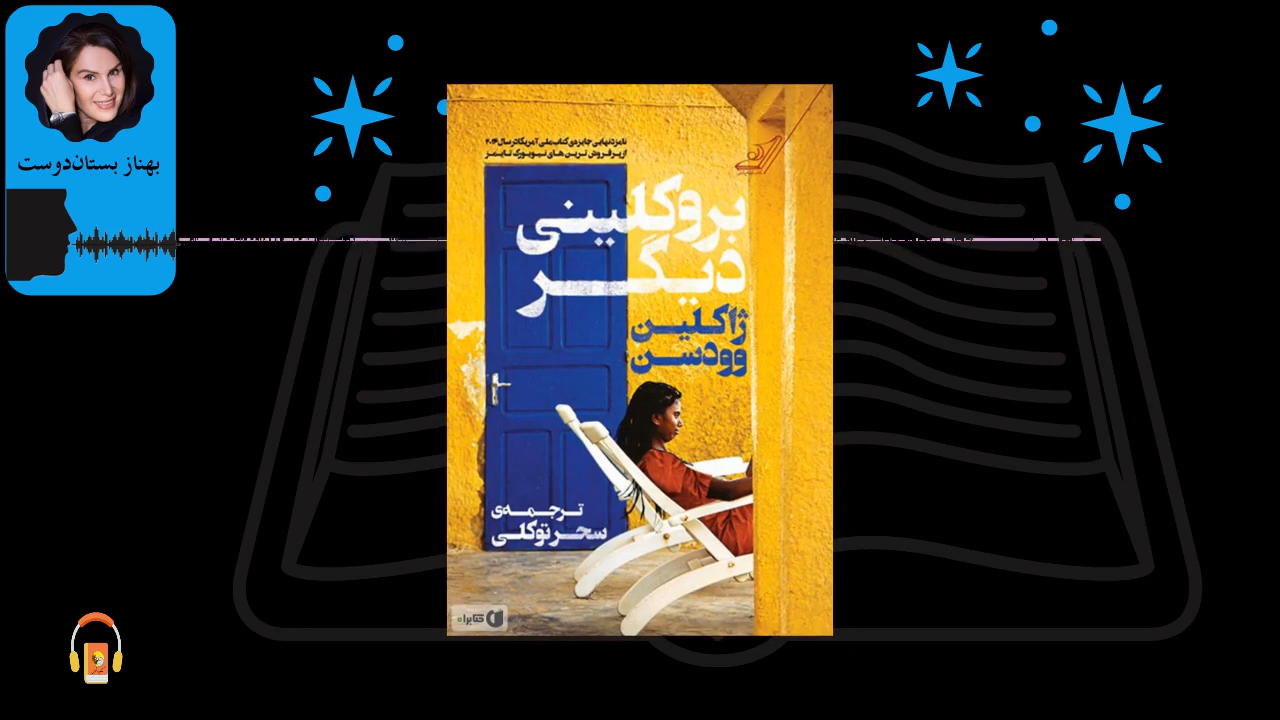 بهناز بستان‌دوست
نامزد نهایی جایزه‌ی کتاب ملی آمریکا در سال ۲۰۱۶
از پرفروش ترین های نیویورک تایمز
بروکلینی
دیگر
ژاکلین
وودسن
ترجمه‌ی
سحر توکلی
کتابراه